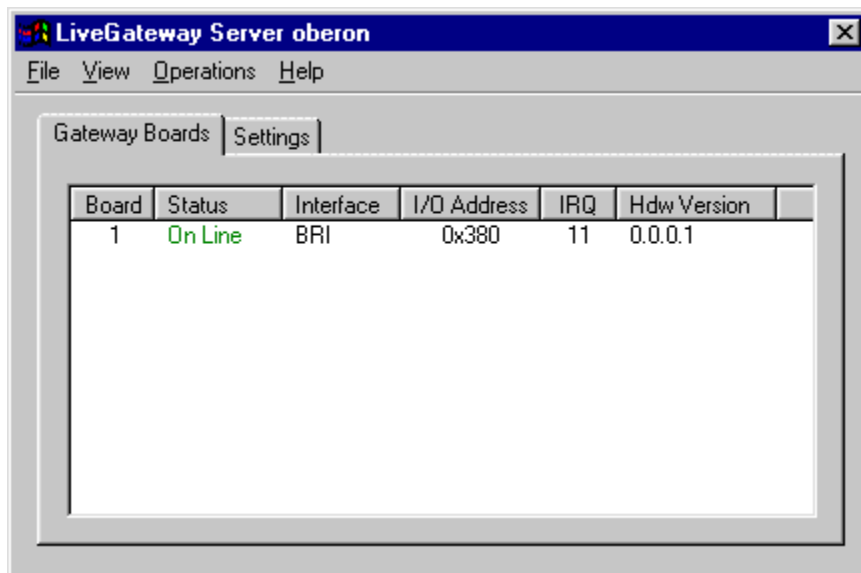 LiveGateway Server oberon
File View Operations Help
Gateway Boards Settings
Board Status Interface I/O Address IRQ Hdw Version
1 On Line BRI 0x380 11 0.0.0.1